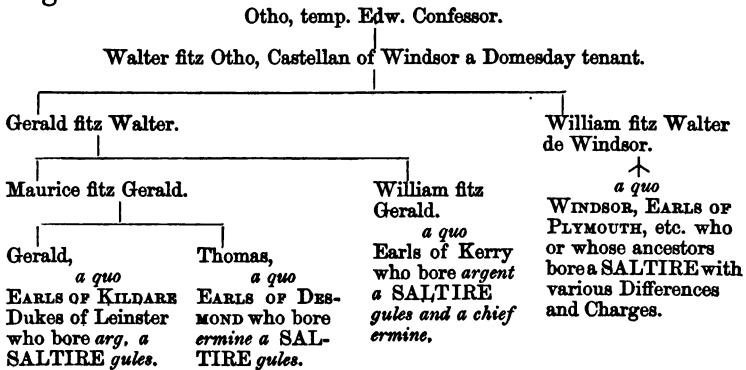 Otho, temp. Edw. Confessor.
Walter fitz Otho, Castellan of Windsor a Domesday tenant.
Gerald fitz Walter.
William fitz Walter
de Windsor.
a quo
WINDSOR, EARLS OF
PLYMOUTH, etc. who
or whose ancestors
bore a SALTIRE with
various Differences
and Charges.
Maurice fitz Gerald.
William fitz
Gerald.
a quo
Earls of Kerry
who bore argent
a SALTIRE
gules and a chief
ermine.
Gerald,
a quo
EARLS OF KILDARE
Dukes of Leinster
who bore arg. a
SALTIRE gules.
Thomas,
a quo
EARLS OF DES-
MOND who bore
ermine a SAL-
TIRE gules.